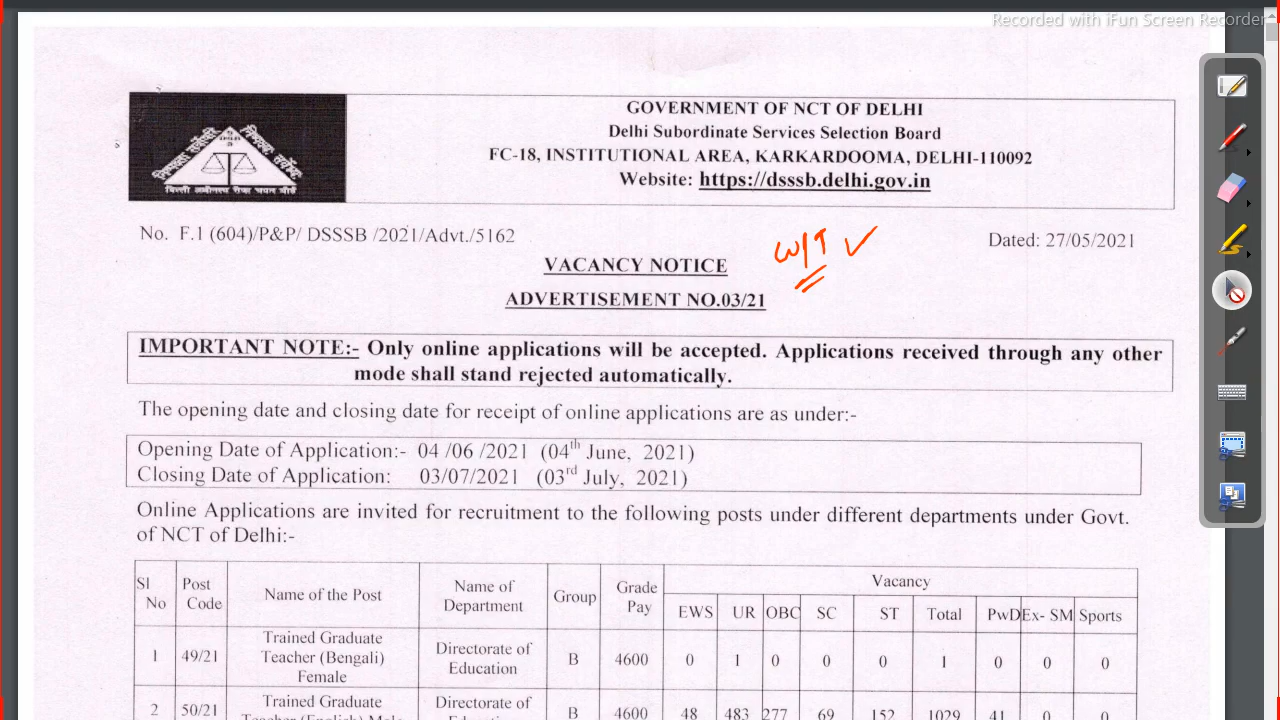 Recorded with iFun Screen Recorder
GOVERNMENT OF NCT OF DELHI
Delhi Subordinate Services Selection Board
FC-18, INSTITUTIONAL AREA, KARKARDOOMA, DELHI-110092
Website: https://dsssb.delhi.gov.in
दिल्ली अधीनस्थ सेवा चयन बोर्ड
No. F.1 (604)/P&P/ DSSSB /2021/Advt./5162
Dated: 27/05/2021
W/T ✓
VACANCY NOTICE
ADVERTISEMENT NO.03/21
IMPORTANT NOTE:- Only online applications will be accepted. Applications received through any other
mode shall stand rejected automatically.
The opening date and closing date for receipt of online applications are as under:-
Opening Date of Application:- 04 /06 /2021 (04th June, 2021)
Closing Date of Application: 03/07/2021 (03rd July, 2021)
Online Applications are invited for recruitment to the following posts under different departments under Govt.
of NCT of Delhi:-
Sl No Post Code Name of the Post Name of Department Group Grade Pay Vacancy
EWS UR OBC SC ST Total PwD Ex- SM Sports
1 49/21 Trained Graduate Teacher (Bengali) Female Directorate of Education B 4600 0 1 0 0 0 1 0 0 0
2 50/21 Trained Graduate Directorate of B 4600 48 483 277 69 152 1029 41 0 0